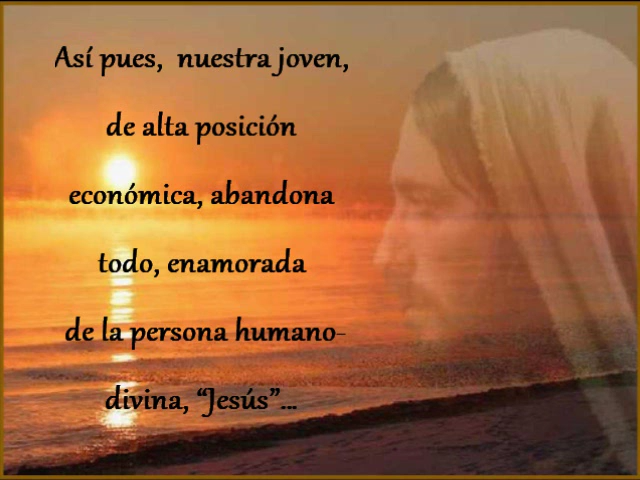 Así pues, nuestra joven,
de alta posición
económica, abandona
todo, enamorada
de la persona humano-
divina, “Jesús”...